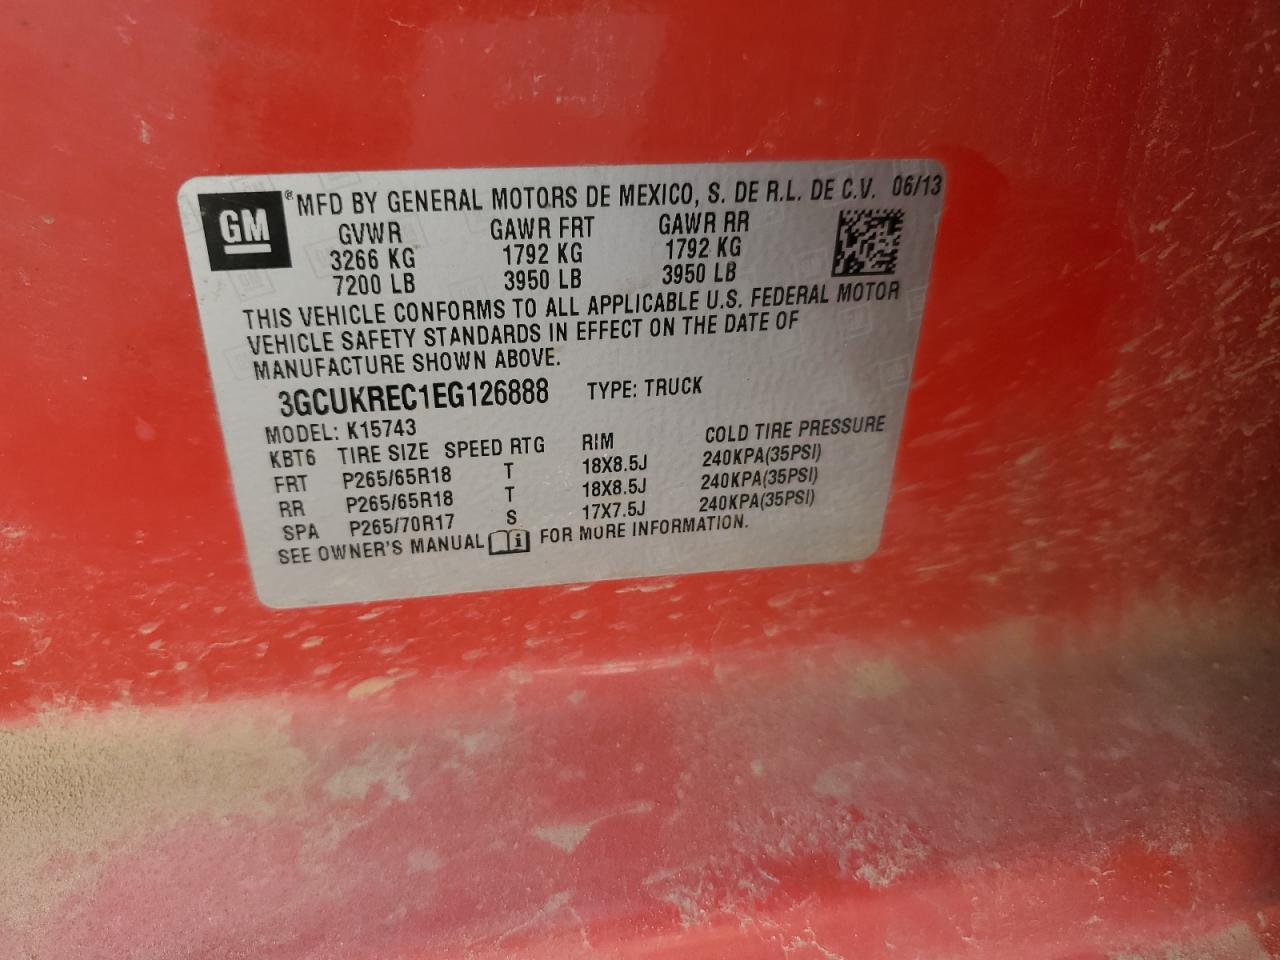 GM ® MFD BY GENERAL MOTORS DE MEXICO, S. DE R.L. DE C.V. 06/13
GVWR GAWR FRT GAWR RR
3266 KG 1792 KG 1792 KG
7200 LB 3950 LB 3950 LB
THIS VEHICLE CONFORMS TO ALL APPLICABLE U.S. FEDERAL MOTOR
VEHICLE SAFETY STANDARDS IN EFFECT ON THE DATE OF
MANUFACTURE SHOWN ABOVE.
3GCUKREC1EG126888 TYPE: TRUCK
MODEL: K15743
KBT6 TIRE SIZE SPEED RTG RIM COLD TIRE PRESSURE
FRT P265/65R18 T 18X8.5J 240KPA(35PSI)
RR P265/65R18 T 18X8.5J 240KPA(35PSI)
SPA P265/70R17 S 17X7.5J 240KPA(35PSI)
SEE OWNER'S MANUAL i FOR MORE INFORMATION.